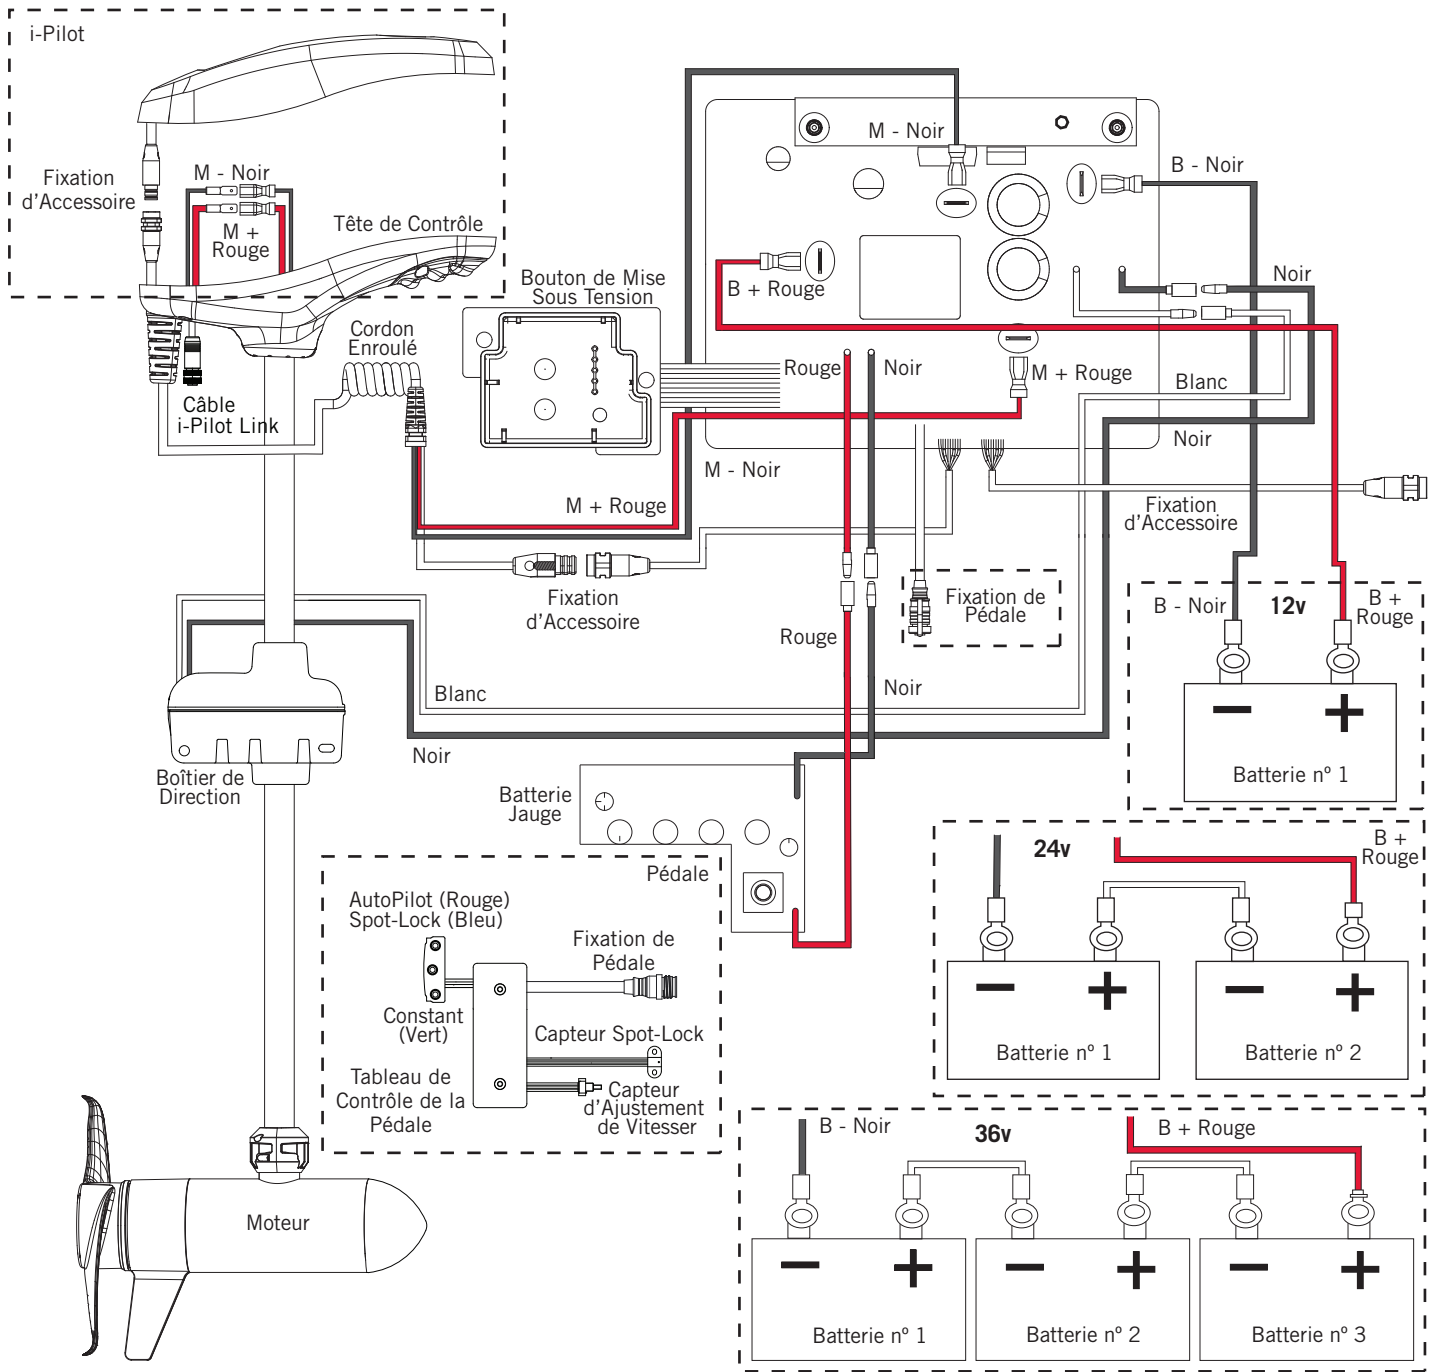 i-Pilot
Fixation
d'Accessoire
M - Noir
M +
Rouge
Tête de Contrôle
Cordon
Enroulé
Câble
i-Pilot Link
Bouton de Mise
Sous Tension
M - Noir
B - Noir
B + Rouge
Noir
Rouge
Noir
M + Rouge
Blanc
Noir
M - Noir
M + Rouge
Fixation
d'Accessoire
Fixation
d'Accessoire
Fixation de
Pédale
Rouge
Noir
B - Noir
12v
B +
Rouge
Batterie nº 1
Blanc
Noir
Boîtier de
Direction
Batterie
Jauge
Pédale
24v
B +
Rouge
Batterie nº 1
Batterie nº 2
AutoPilot (Rouge)
Spot-Lock (Bleu)
Fixation de
Pédale
Constant
(Vert)
Capteur Spot-Lock
Tableau de
Contrôle de la
Pédale
Capteur
d'Ajustement
de Vitesser
B - Noir
36v
B + Rouge
Batterie nº 1
Batterie nº 2
Batterie nº 3
Moteur